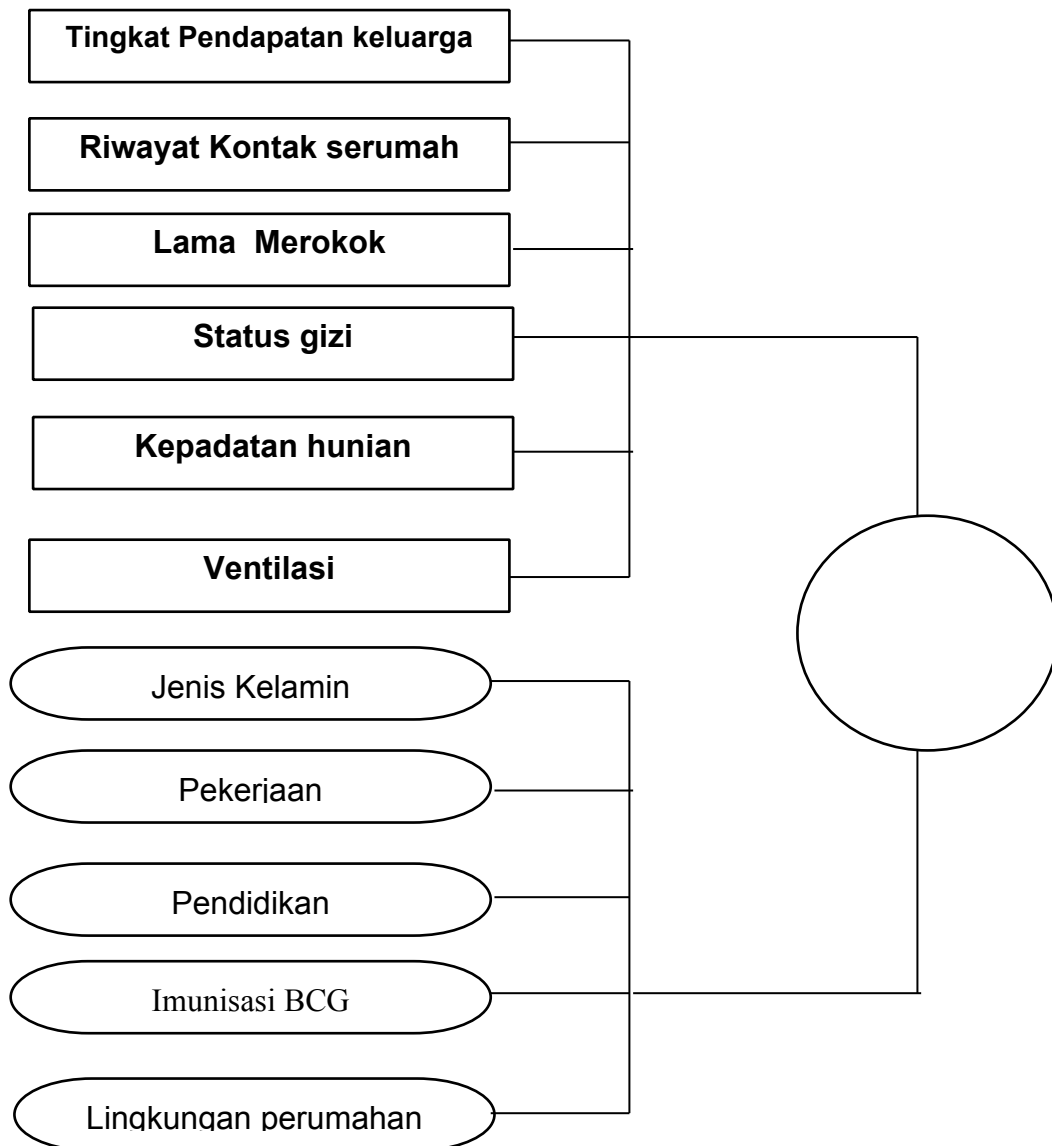 Tingkat Pendapatan keluarga
Riwayat Kontak serumah
Lama Merokok
Status gizi
Kepadatan hunian
Ventilasi
Jenis Kelamin
Pekerjaan
Pendidikan
Imunisasi BCG
Lingkungan perumahan